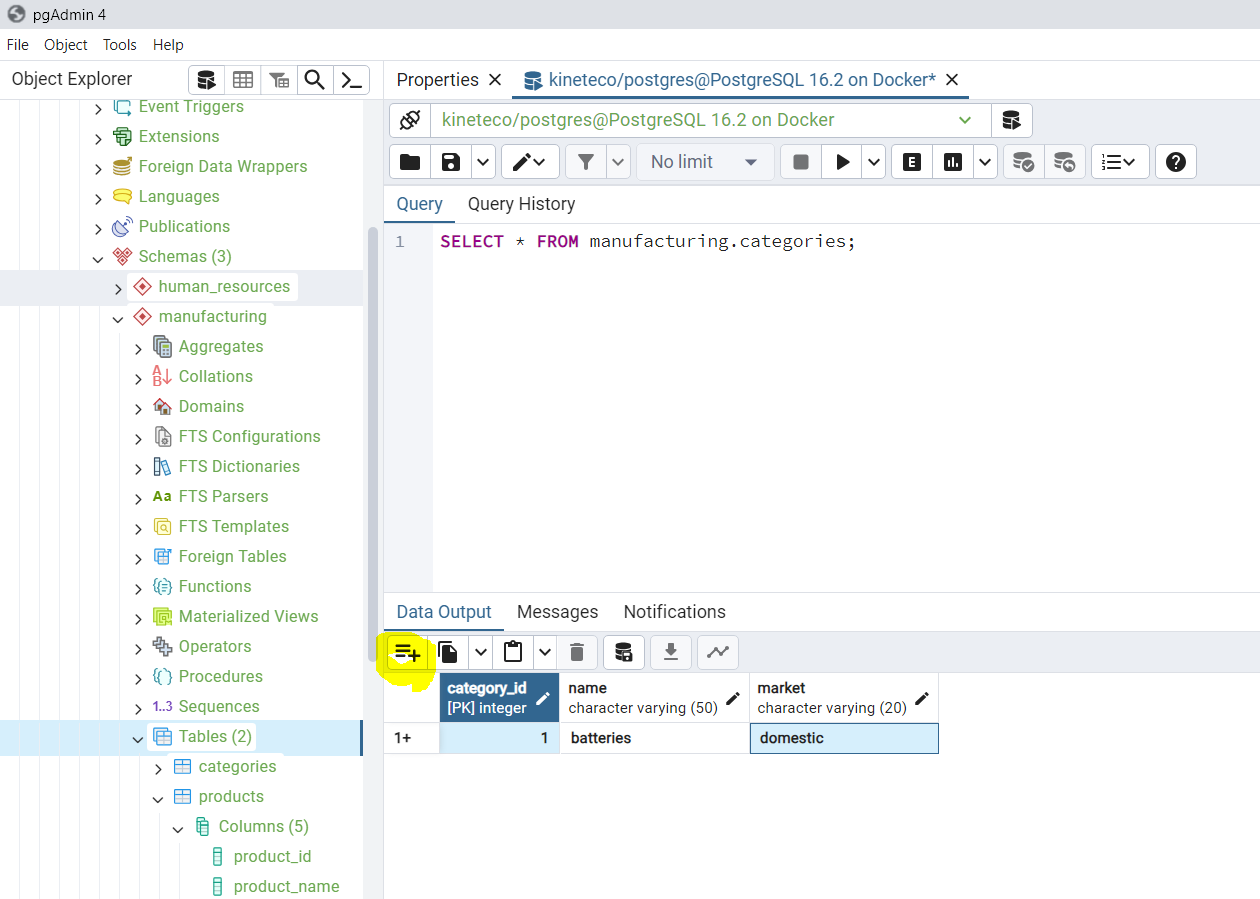 pgAdmin 4
File Object Tools Help
Object Explorer
Event Triggers
Extensions
Foreign Data Wrappers
Languages
Publications
Schemas (3)
human_resources
manufacturing
Aggregates
Collations
Domains
FTS Configurations
FTS Dictionaries
Aa FTS Parsers
FTS Templates
Foreign Tables
Functions
Materialized Views
Operators
Procedures
1..3 Sequences
Tables (2)
categories
products
Columns (5)
product_id
product_name
Properties kineteco/postgres@PostgreSQL 16.2 on Docker*
kineteco/postgres@PostgreSQL 16.2 on Docker
No limit E
Query Query History
1 SELECT * FROM manufacturing.categories;
Data Output Messages Notifications
category_id name market
[PK] integer character varying (50) character varying (20)
1+ 1 batteries domestic